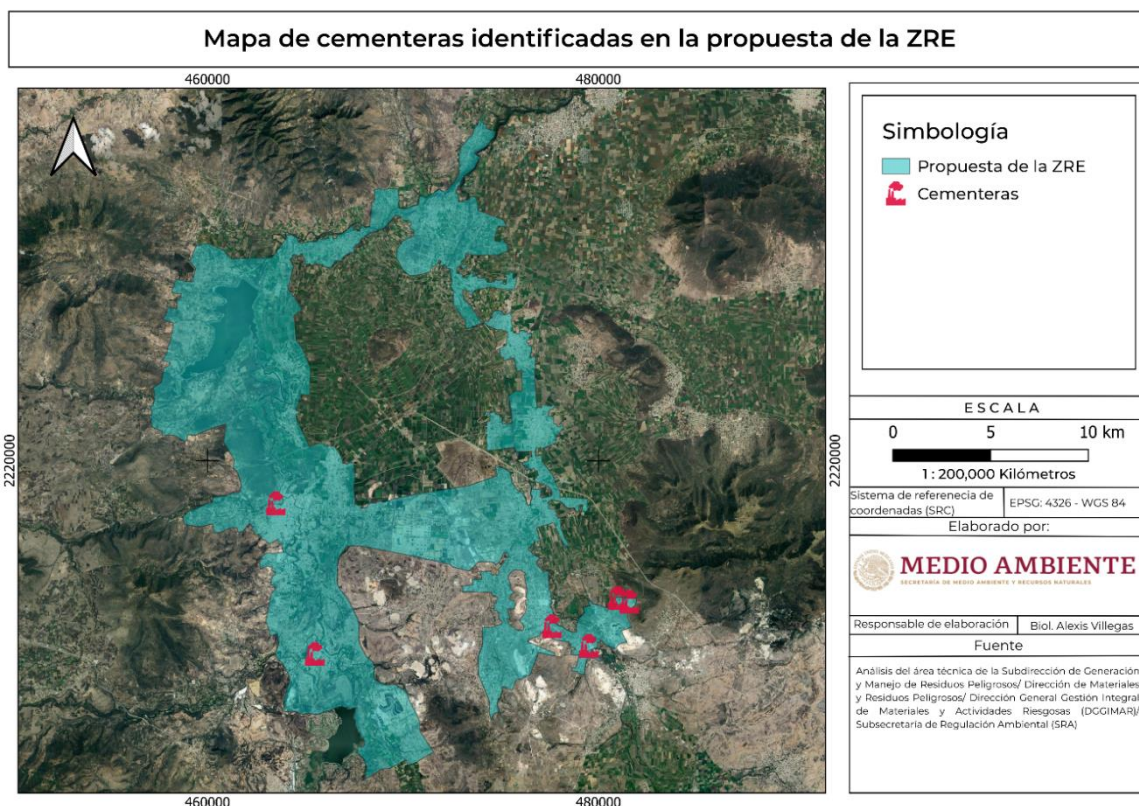 Mapa de cementeras identificadas en la propuesta de la ZRE
460000
480000
2220000
2220000
460000
480000
Simbología
Propuesta de la ZRE
Cementeras
ESCALA
0 5 10 km
1 : 200,000 Kilómetros
Sistema de referenecia de
coordenadas (SRC)
EPSG: 4326 - WGS 84
Elaborado por:
MEDIO AMBIENTE
SECRETARÍA DE MEDIO AMBIENTE Y RECURSOS NATURALES
Responsable de elaboración
Biol. Alexis Villegas
Fuente
Análisis del área técnica de la Subdirección de Generación
y Manejo de Residuos Peligrosos/ Dirección de Materiales
y Residuos Peligrosos/ Dirección General Gestión Integral
de Materiales y Actividades Riesgosas (DGGIMAR)/
Subsecretaría de Regulación Ambiental (SRA)